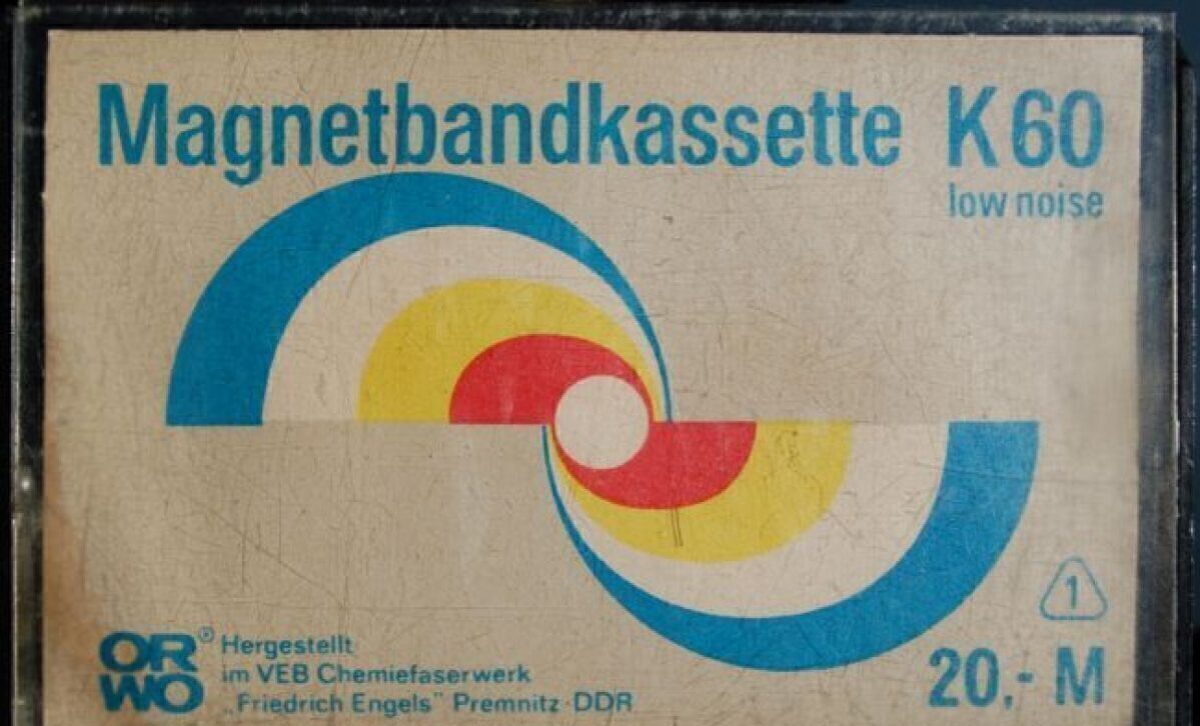 Magnetbandkassette K 60
low noise
1
20,- M
OR
WO ®
Hergestellt
im VEB Chemiefaserwerk
„Friedrich Engels" Premnitz · DDR